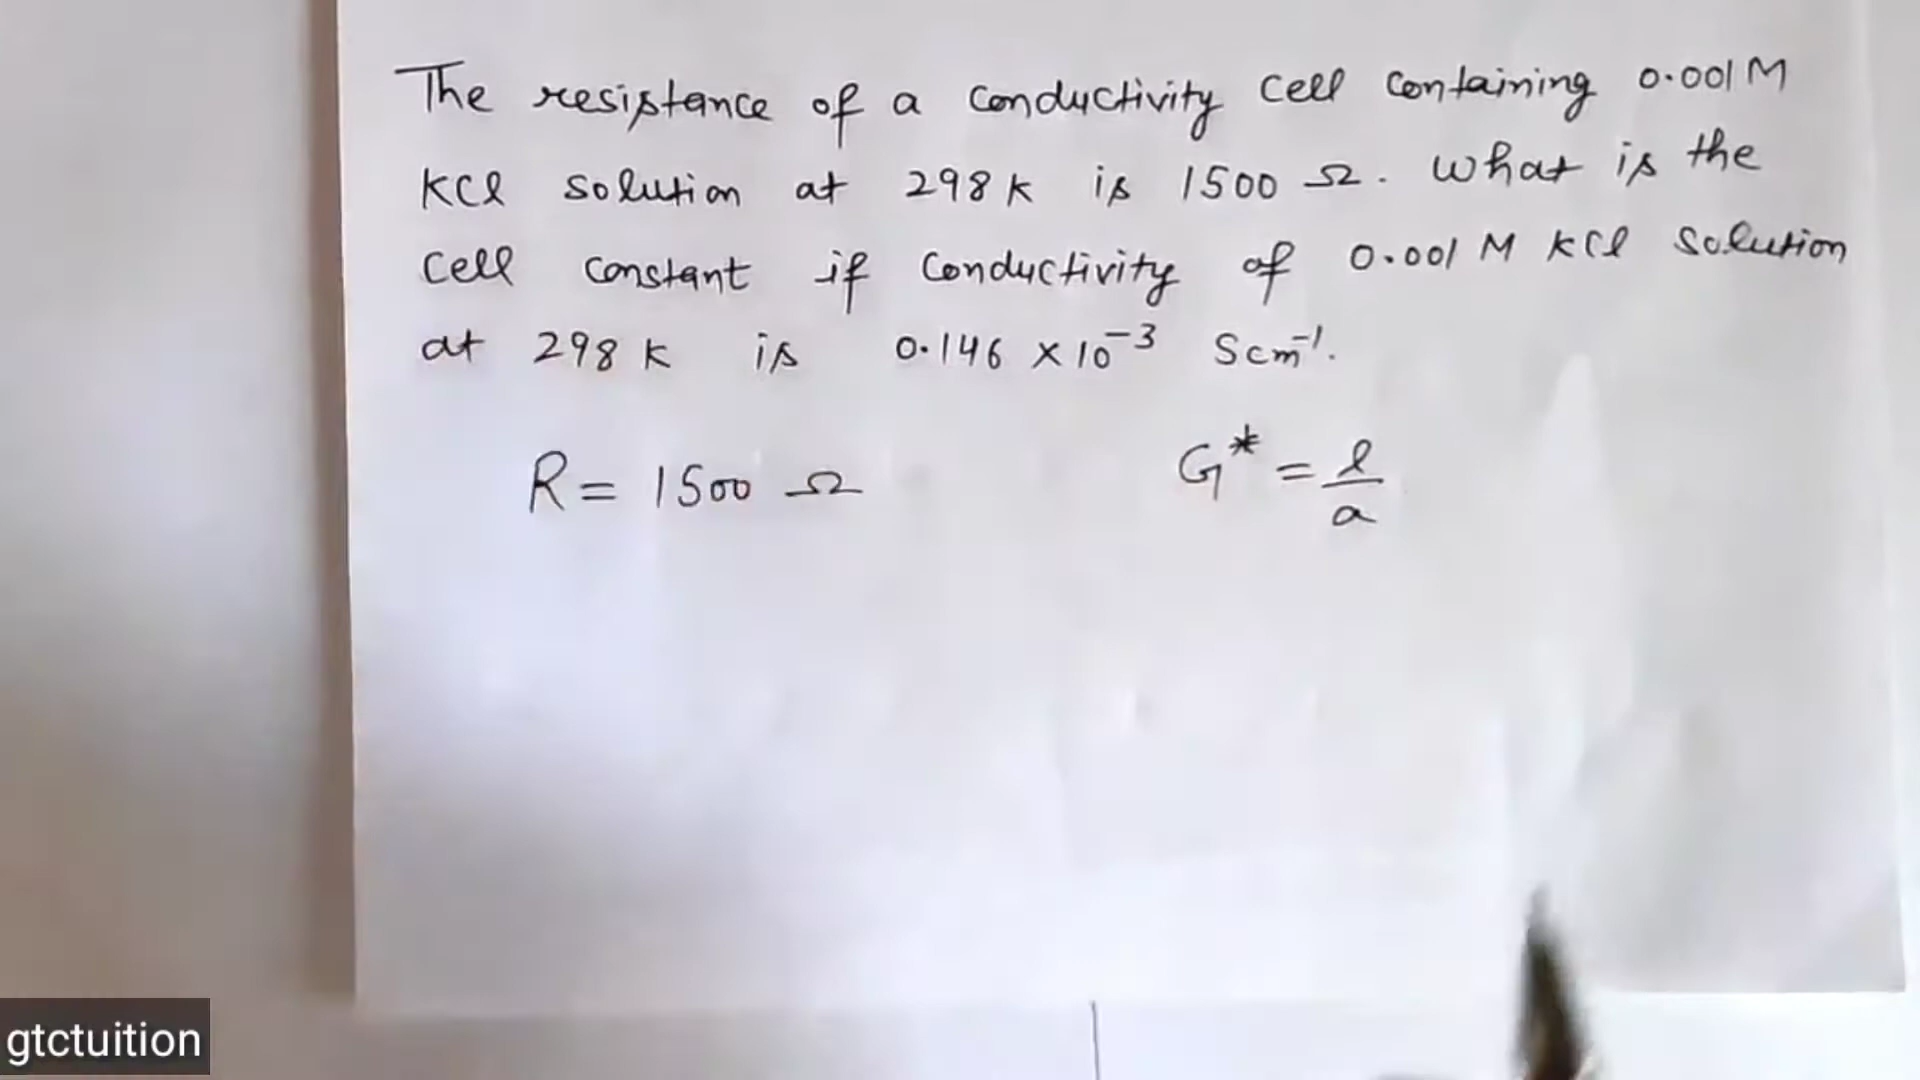 The resistance of a conductivity cell containing 0.001 M
KCl solution at 298 K is 1500 Ω. What is the
cell constant if conductivity of 0.001 M KCl solution
at 298 K is 0.146 × 10⁻³ S cm⁻¹.
R = 1500 Ω
G* = l/a
gtctuition